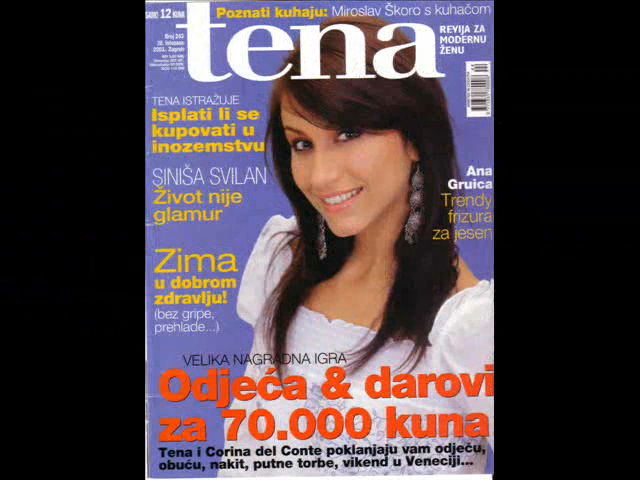 SAMO 12 KUNA
Poznati kuhaju: Miroslav Škoro s kuhačom
tena
REVIJA ZA
MODERNU
ŽENU
TENA ISTRAŽUJE
Isplati li se
kupovati u
inozemstvu
SINIŠA SVILAN
Život nije
glamur
Zima
u dobrom
zdravlju!
(bez gripe,
prehlade...)
Ana
Gruica
Trendy
frizura
za jesen
VELIKA NAGRADNA IGRA
Odjeća & darovi
za 70.000 kuna
Tena i Corina del Conte poklanjaju vam odjeću,
obuću, nakit, putne torbe, vikend u Veneciji...